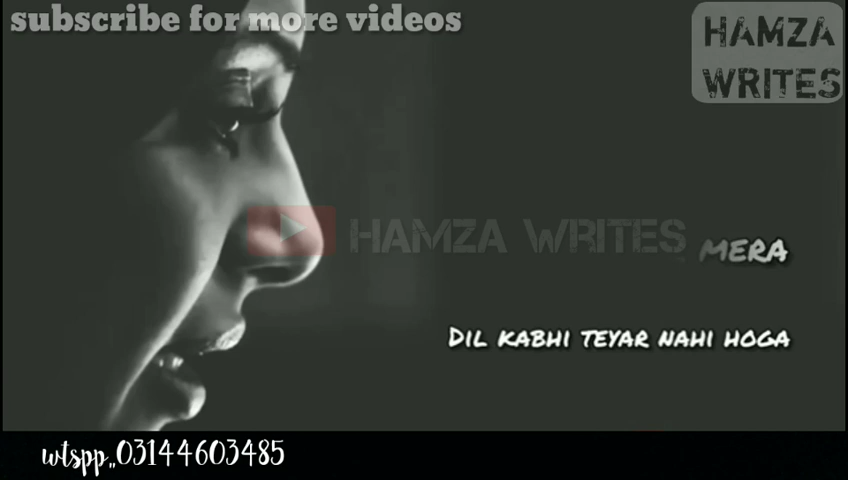 subscribe for more videos
HAMZA
WRITES
HAMZA WRITES
MERA
DIL KABHI TEYAR NAHI HOGA
wtspp,,03144603485